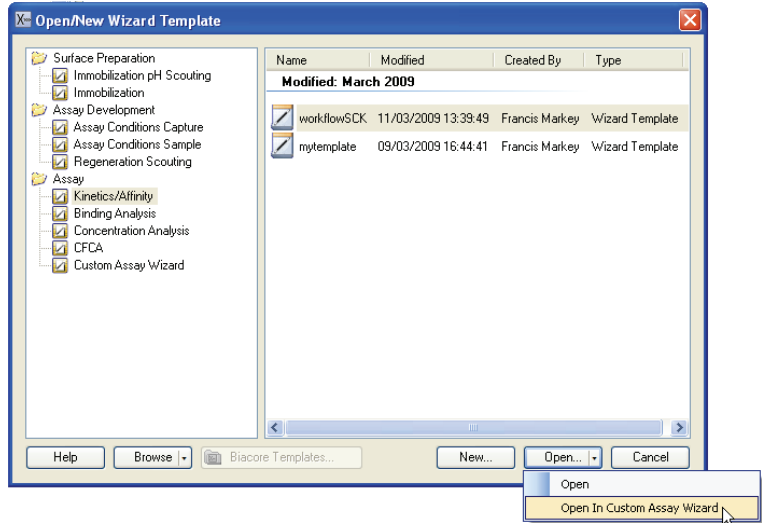 Open/New Wizard Template
Surface Preparation
Immobilization pH Scouting
Immobilization
Assay Development
Assay Conditions Capture
Assay Conditions Sample
Regeneration Scouting
Assay
Kinetics/Affinity
Binding Analysis
Concentration Analysis
CFCA
Custom Assay Wizard
Name Modified Created By Type
Modified: March 2009
workflowSCK 11/03/2009 13:39:49 Francis Markey Wizard Template
mytemplate 09/03/2009 16:44:41 Francis Markey Wizard Template
Help Browse Biacore Templates... New... Open... Cancel
Open
Open In Custom Assay Wizard